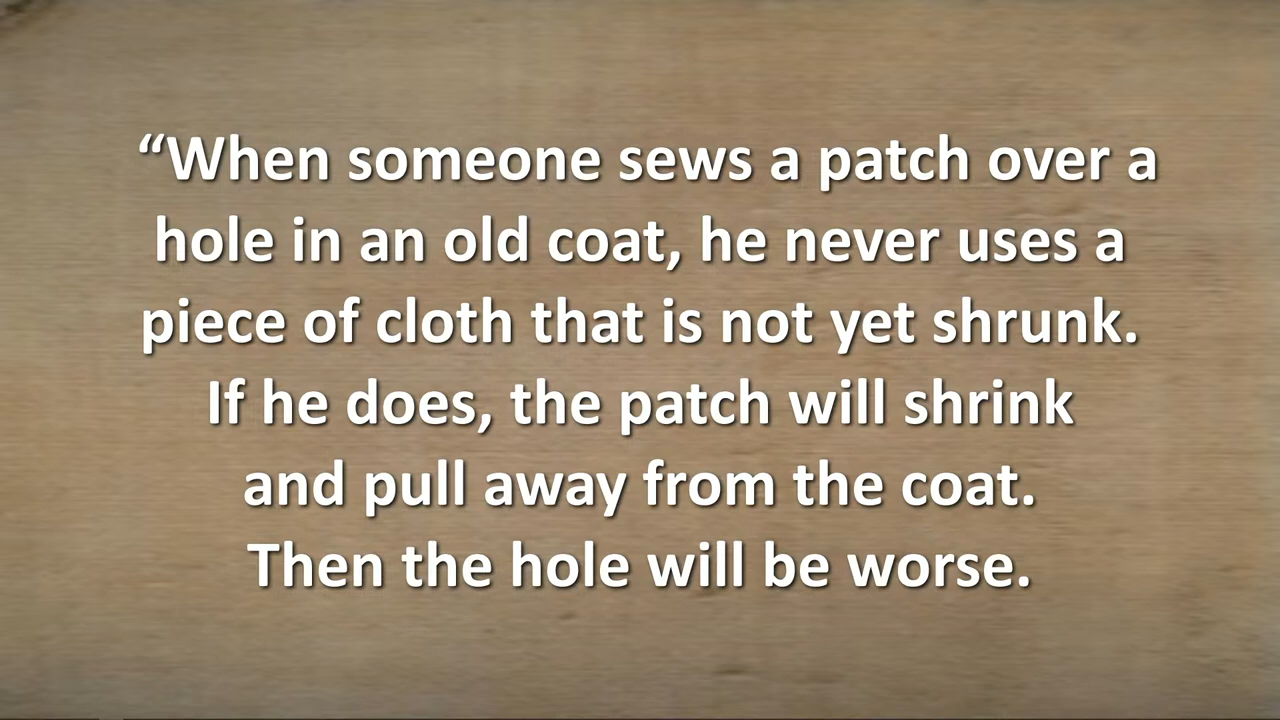 “When someone sews a patch over a
hole in an old coat, he never uses a
piece of cloth that is not yet shrunk.
If he does, the patch will shrink
and pull away from the coat.
Then the hole will be worse.